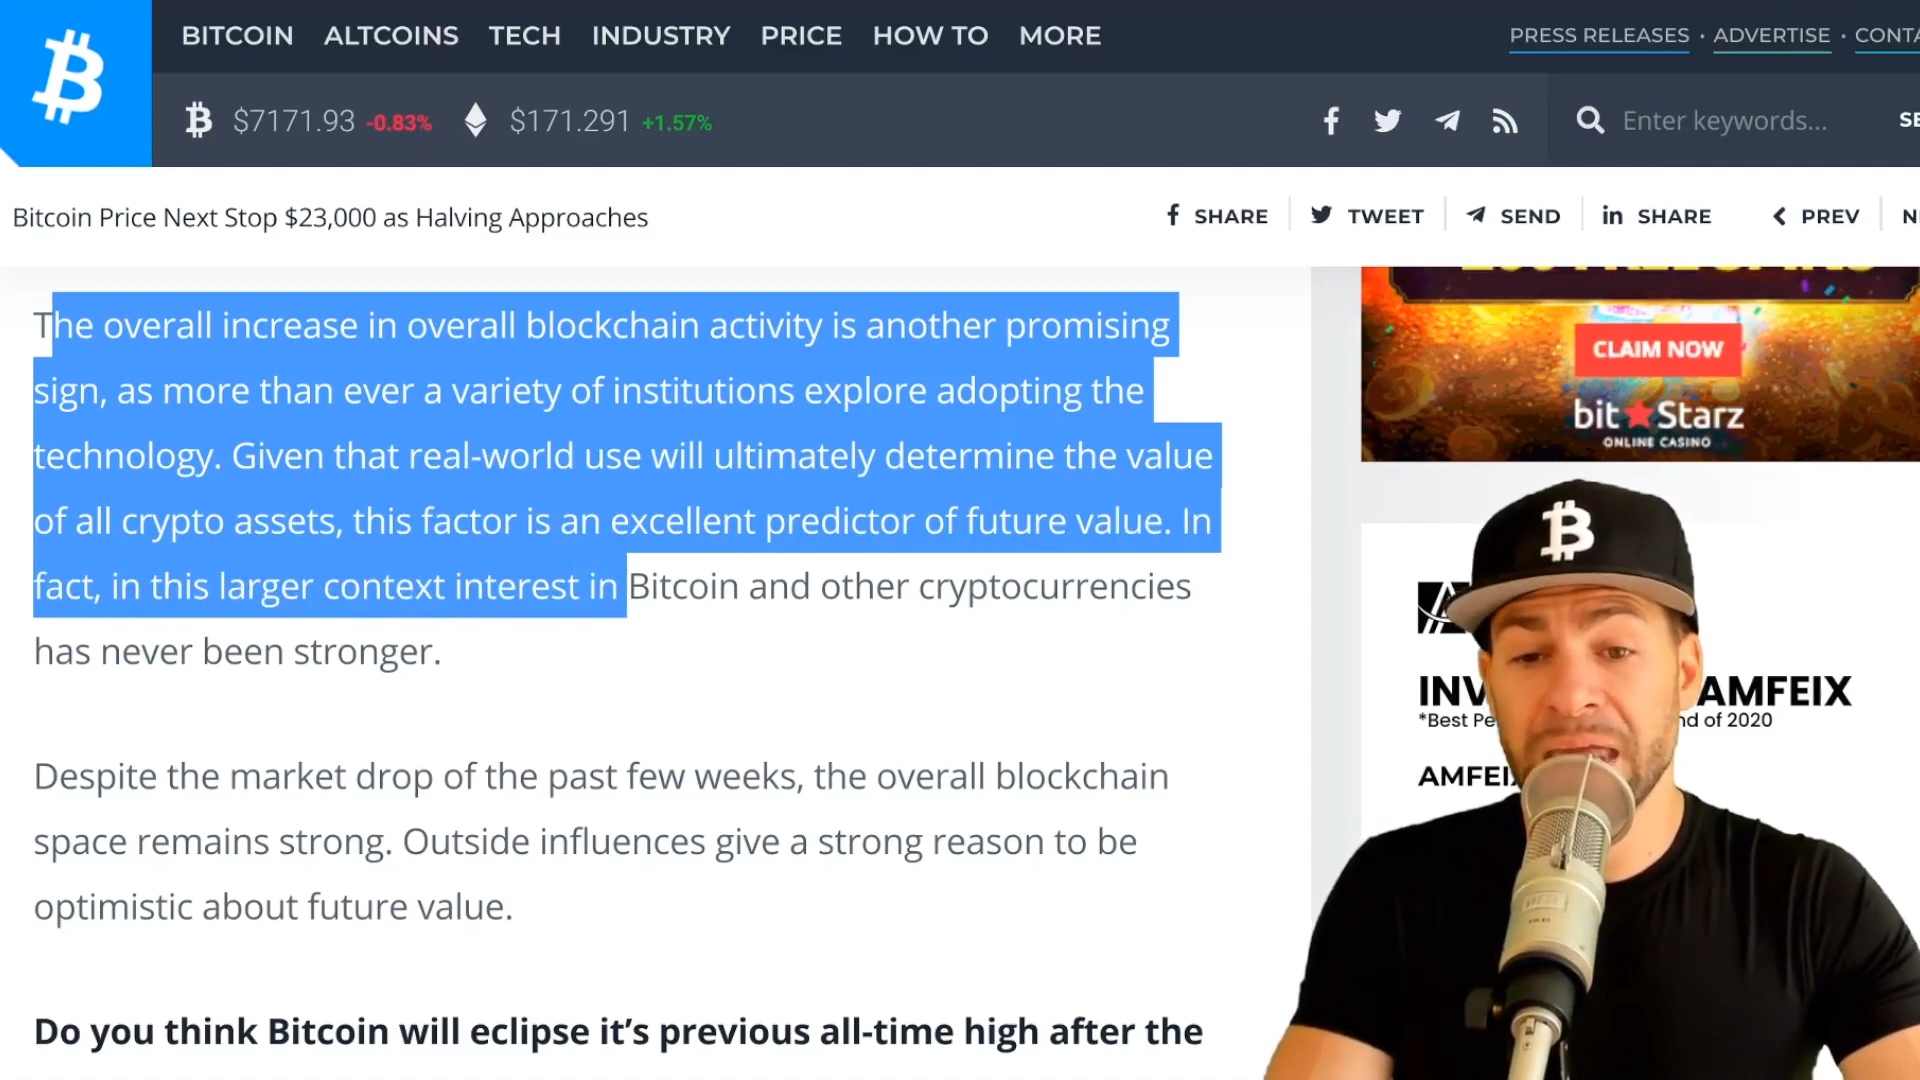 BITCOIN ALTCOINS TECH INDUSTRY PRICE HOW TO MORE
PRESS RELEASES · ADVERTISE ·
$7171.93 -0.83% $171.291 +1.57%
Enter keywords...
Bitcoin Price Next Stop $23,000 as Halving Approaches
SHARE TWEET SEND in SHARE PREV
The overall increase in overall blockchain activity is another promising
sign, as more than ever a variety of institutions explore adopting the
technology. Given that real-world use will ultimately determine the value
of all crypto assets, this factor is an excellent predictor of future value. In
fact, in this larger context interest in Bitcoin and other cryptocurrencies
has never been stronger.
Despite the market drop of the past few weeks, the overall blockchain
space remains strong. Outside influences give a strong reason to be
optimistic about future value.
Do you think Bitcoin will eclipse it’s previous all-time high after the
CLAIM NOW
bit Starz
ONLINE CASINO
AMFEIX
*Best
of 2020